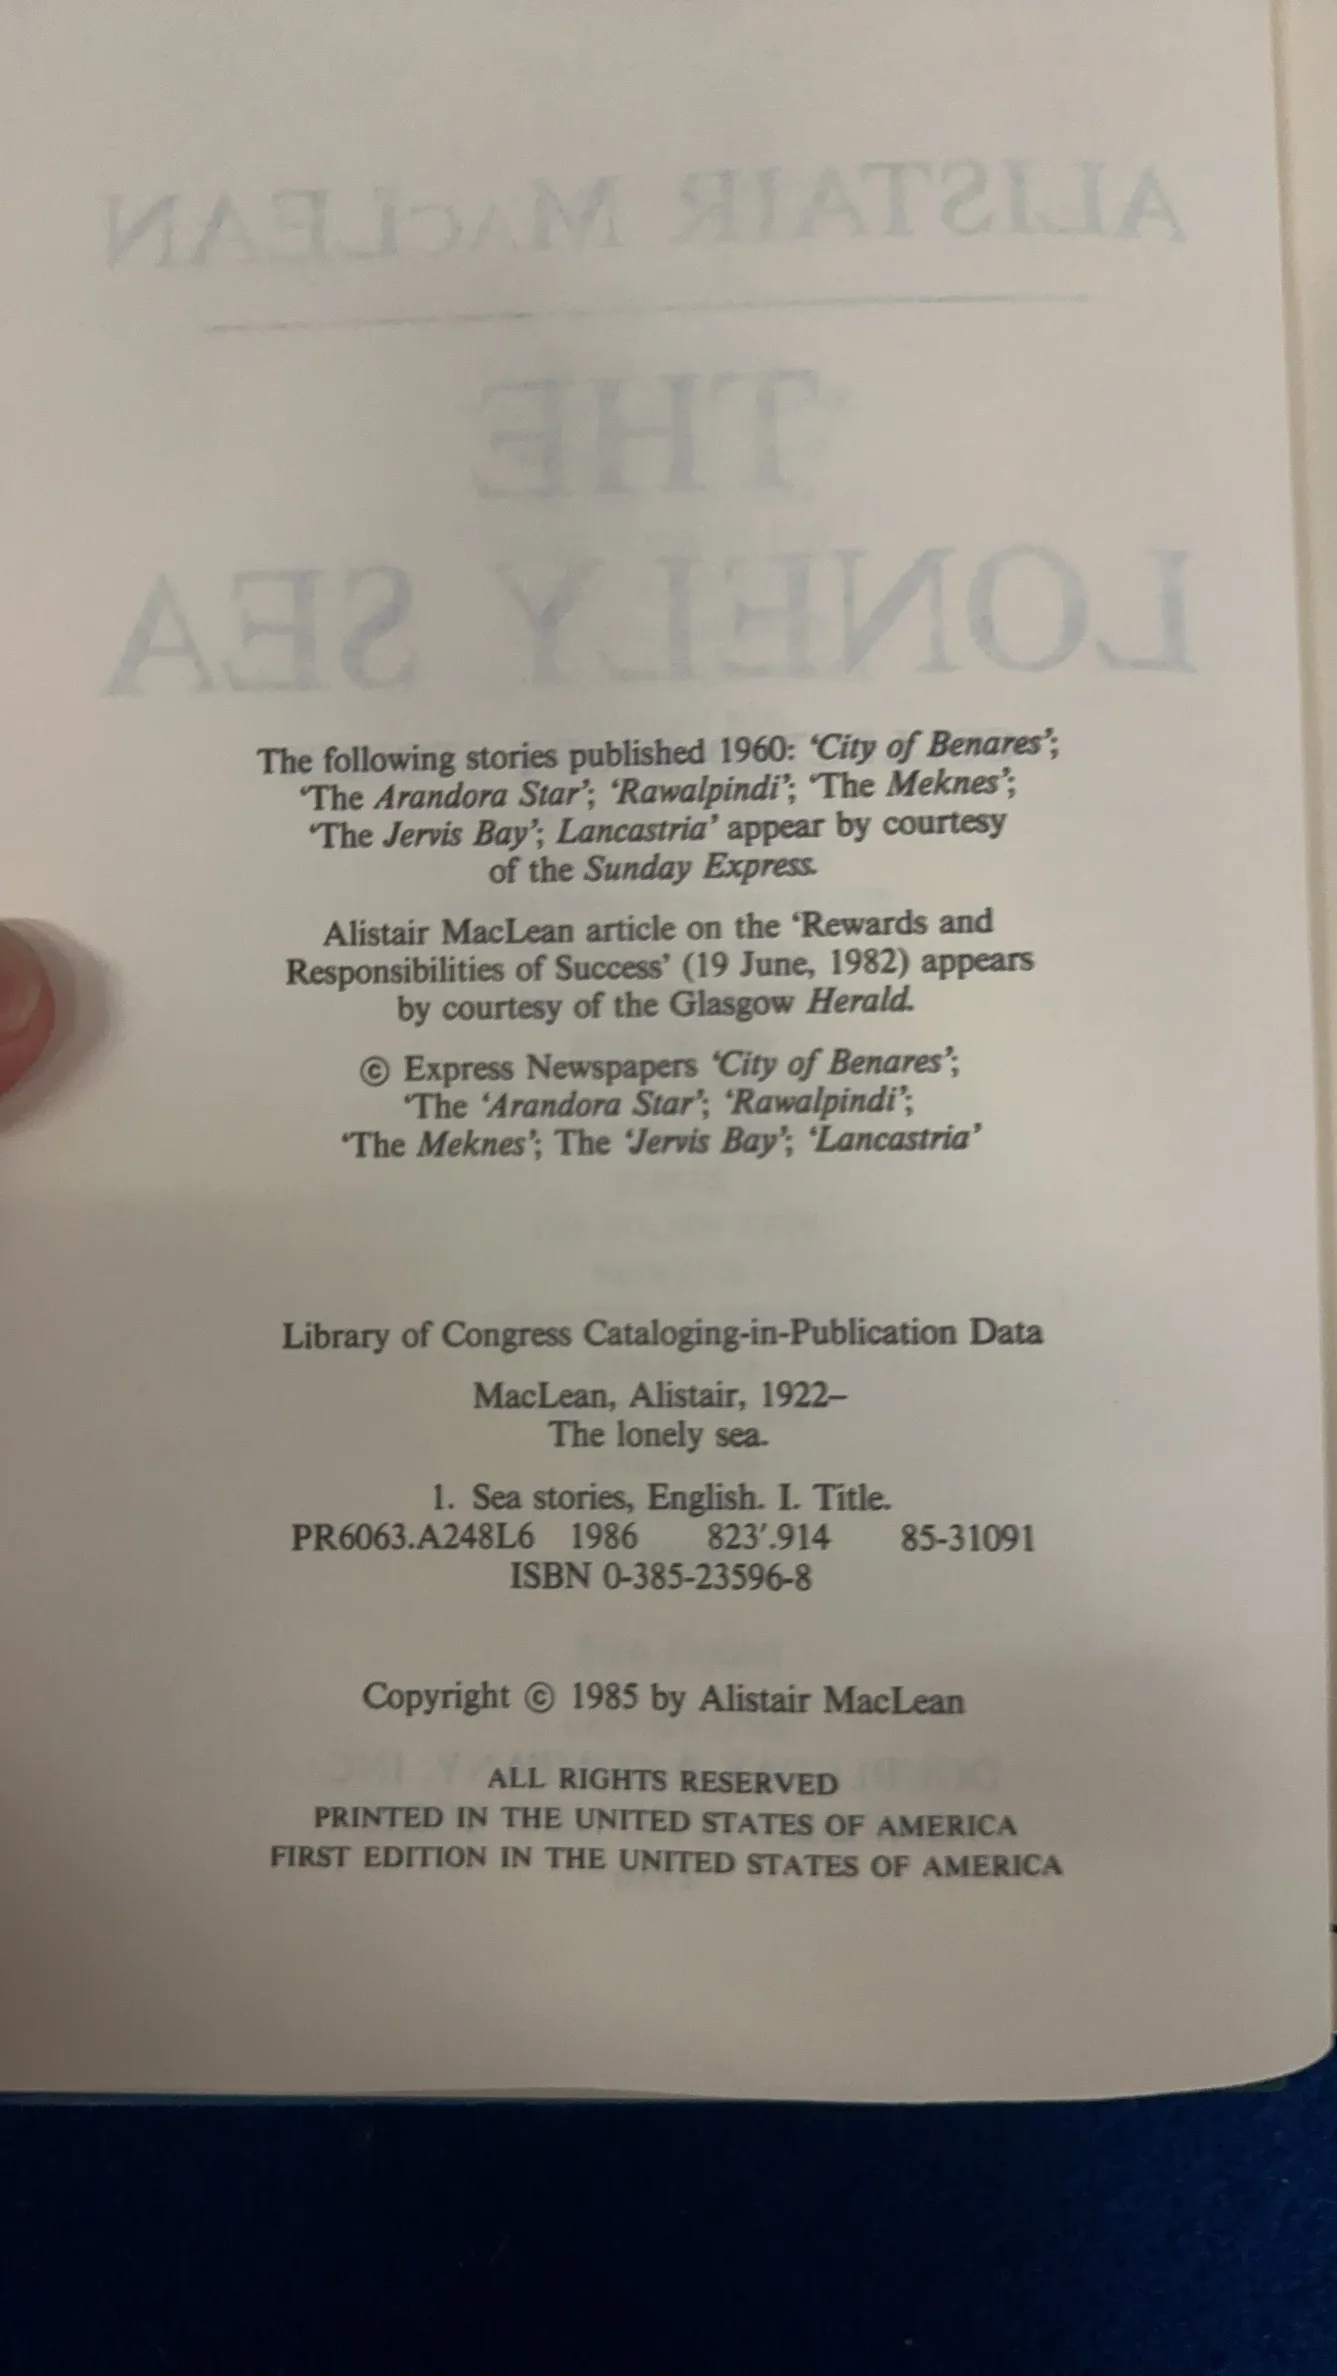 ALISTAIR MACLEAN
THE
LONELY SEA
The following stories published 1960: ‘City of Benares’;
‘The Arandora Star’; ‘Rawalpindi’; ‘The Meknes’;
‘The Jervis Bay’; Lancastria’ appear by courtesy
of the Sunday Express.
Alistair MacLean article on the ‘Rewards and
Responsibilities of Success’ (19 June, 1982) appears
by courtesy of the Glasgow Herald.
© Express Newspapers ‘City of Benares’;
‘The ‘Arandora Star’; ‘Rawalpindi’;
‘The Meknes’; The ‘Jervis Bay’; ‘Lancastria’
Library of Congress Cataloging-in-Publication Data
MacLean, Alistair, 1922–
The lonely sea.
1. Sea stories, English. I. Title.
PR6063.A248L6 1986 823′.914 85-31091
ISBN 0-385-23596-8
Copyright © 1985 by Alistair MacLean
ALL RIGHTS RESERVED
PRINTED IN THE UNITED STATES OF AMERICA
FIRST EDITION IN THE UNITED STATES OF AMERICA